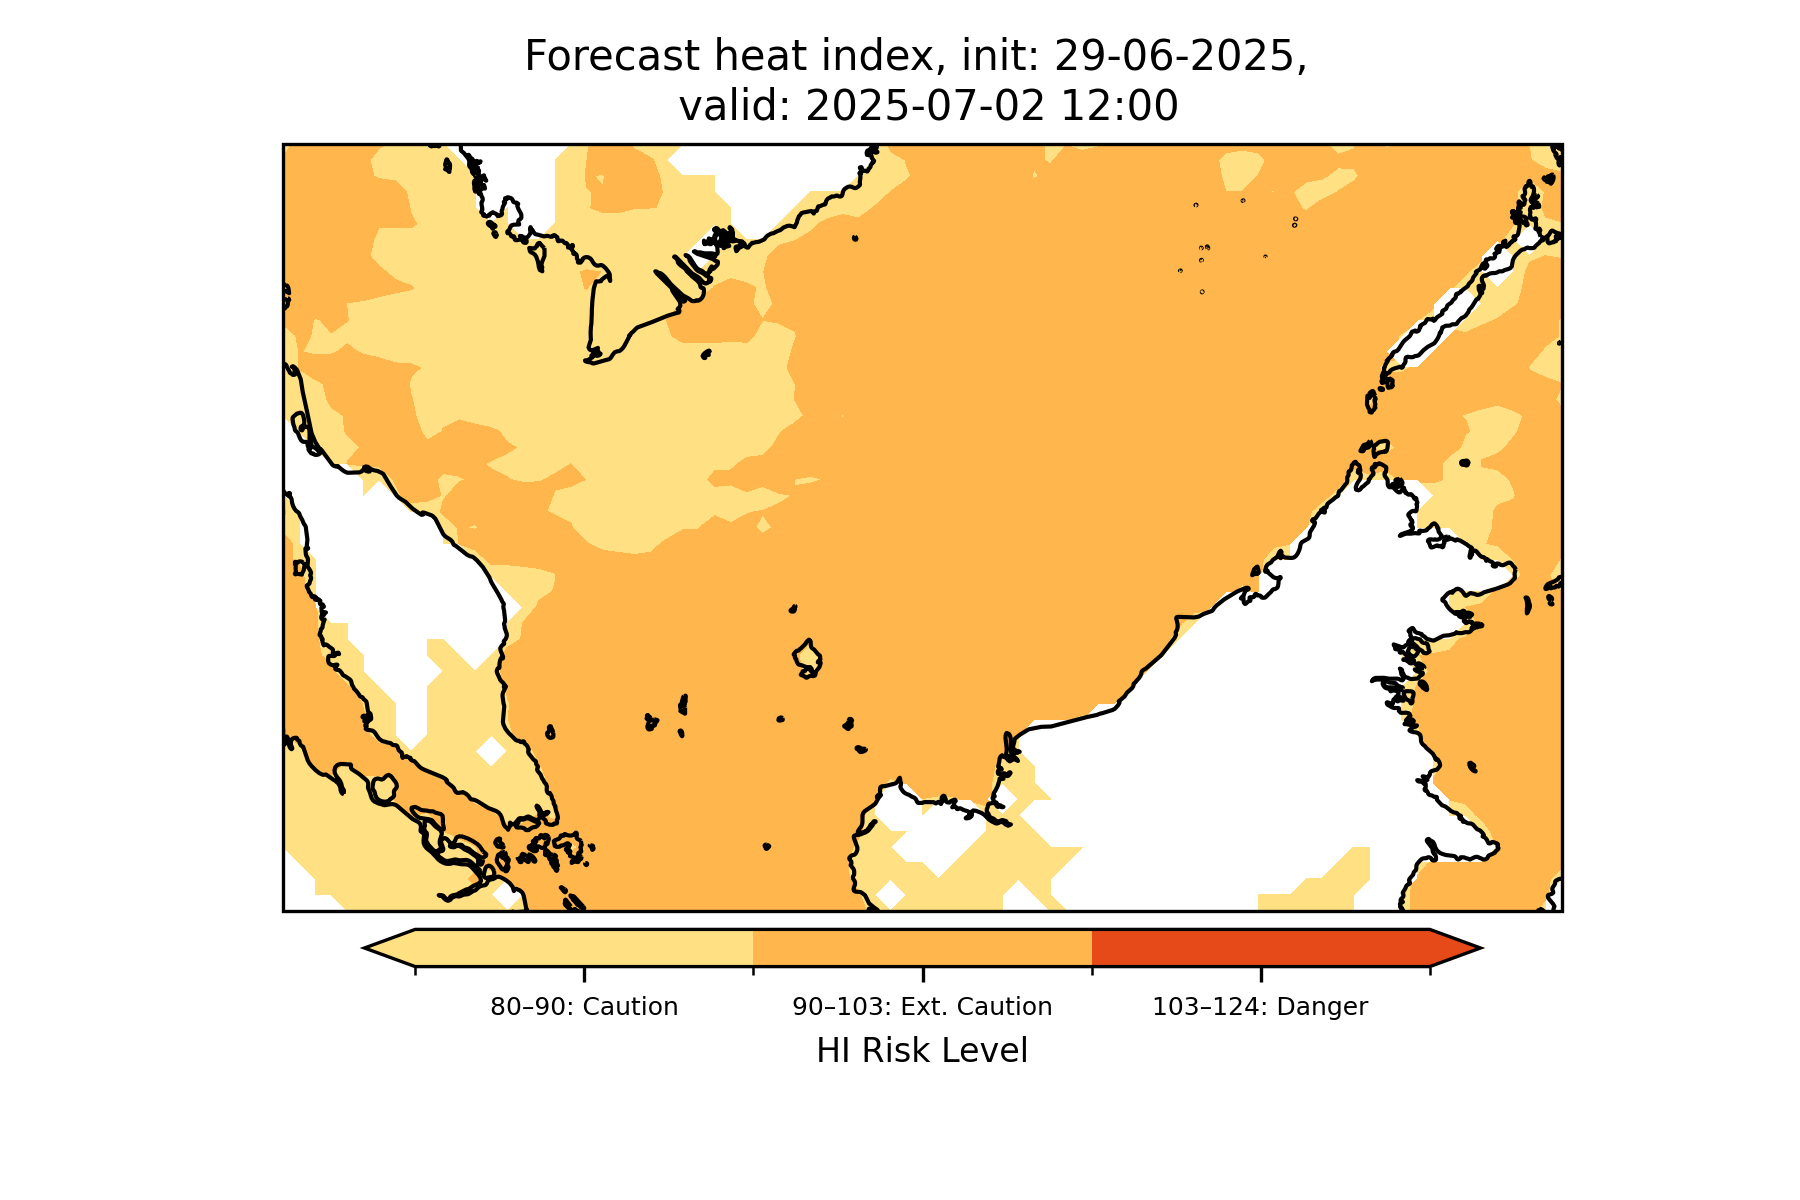 Forecast heat index, init: 29-06-2025,
valid: 2025-07-02 12:00
80–90: Caution
90–103: Ext. Caution
103–124: Danger
HI Risk Level